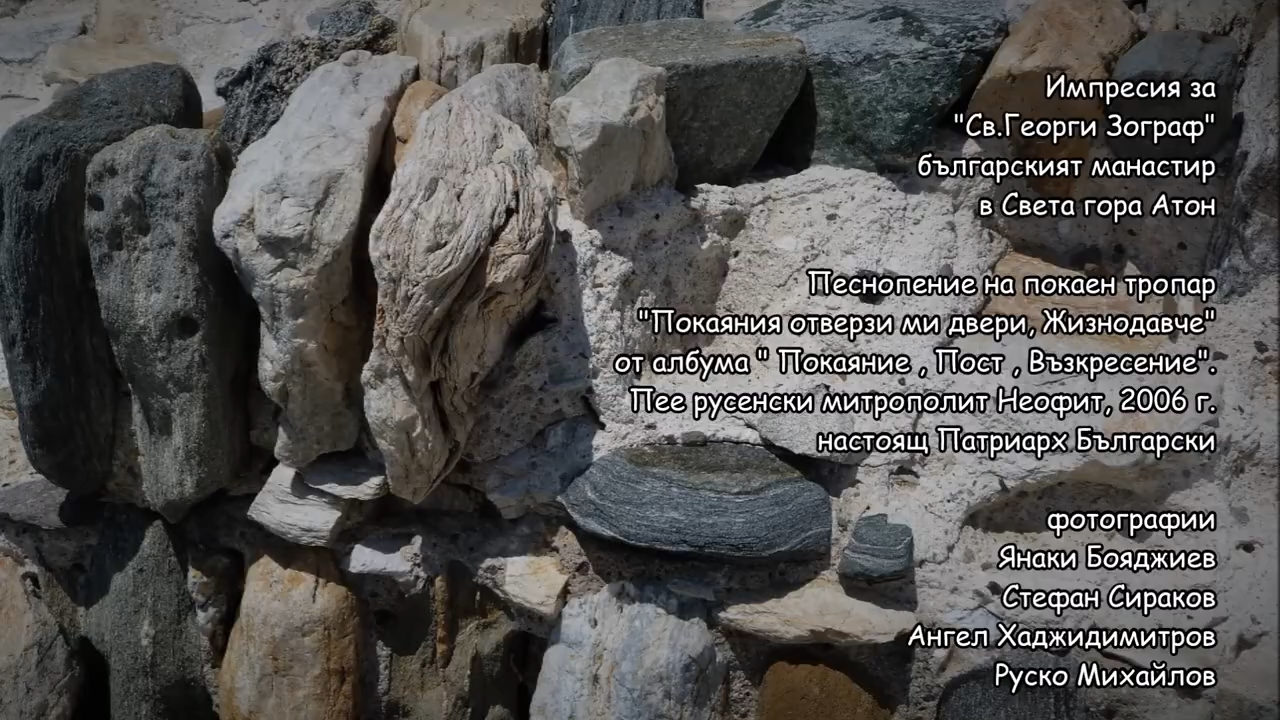 Импресия за
"Св.Георги Зограф"
българският манастир
в Света гора Атон
Песнопение на покаен тропар
"Покаяния отверзи ми двери, Жизнодавче"
от албума " Покаяние , Пост , Възкресение".
Пее русенски митрополит Неофит, 2006 г.
настоящ Патриарх Български
фотографии
Янаки Бояджиев
Стефан Сираков
Ангел Хаджидимитров
Руско Михайлов